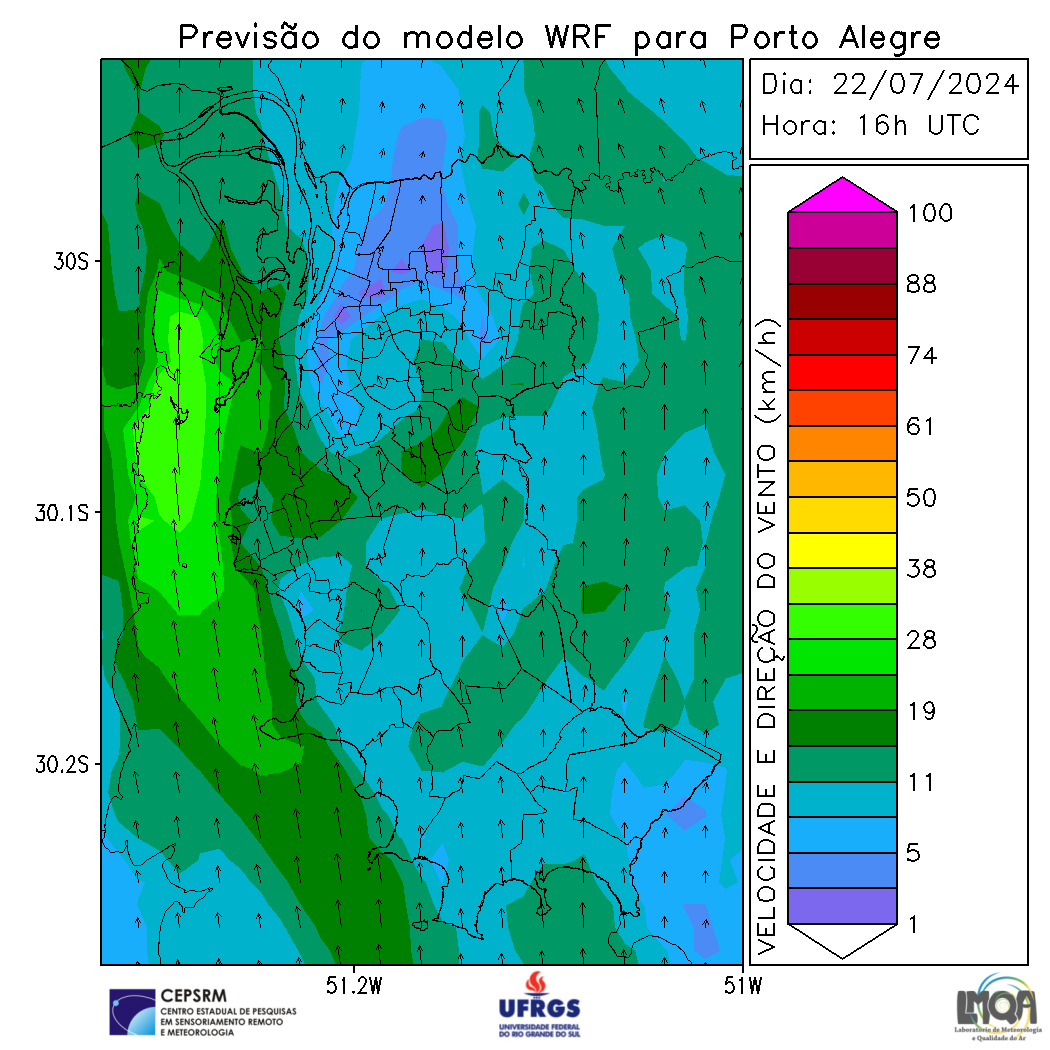 Previsão do modelo WRF para Porto Alegre
Dia: 22/07/2024
Hora: 16h UTC
30S
30.1S
30.2S
51.2W
51W
VELOCIDADE E DIREÇÃO DO VENTO (km/h)
100
88
74
61
50
38
28
19
11
5
1
CEPSRM
CENTRO ESTADUAL DE PESQUISAS
EM SENSORIAMENTO REMOTO
E METEOROLOGIA
UFRGS
UNIVERSIDADE FEDERAL
DO RIO GRANDE DO SUL
LMQA
Laboratório de Meteorologia
e Qualidade do Ar